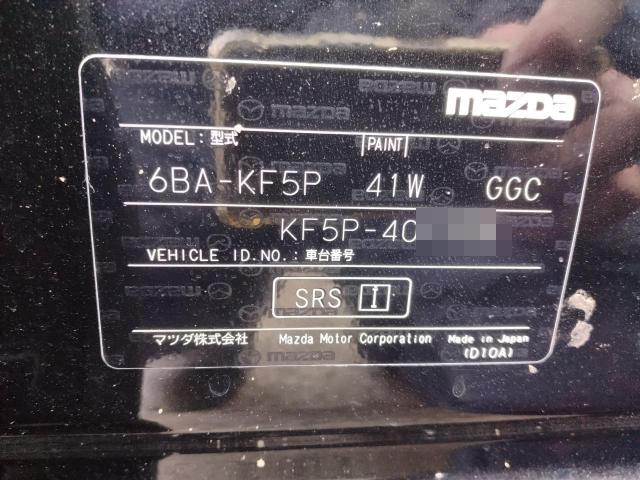 mazda
MODEL: 型式 PAINT
6BA-KF5P 41W GGC
KF5P-40
VEHICLE ID.NO.: 車台番号
SRS I
マツダ株式会社 Mazda Motor Corporation Made in Japan
(D10A)